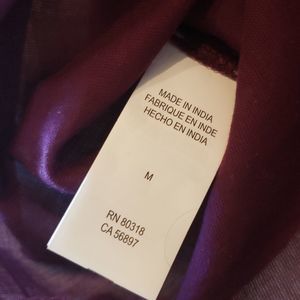 MADE IN INDIA
FABRIQUE EN INDE
HECHO EN INDIA
M
RN 80318
CA 56897